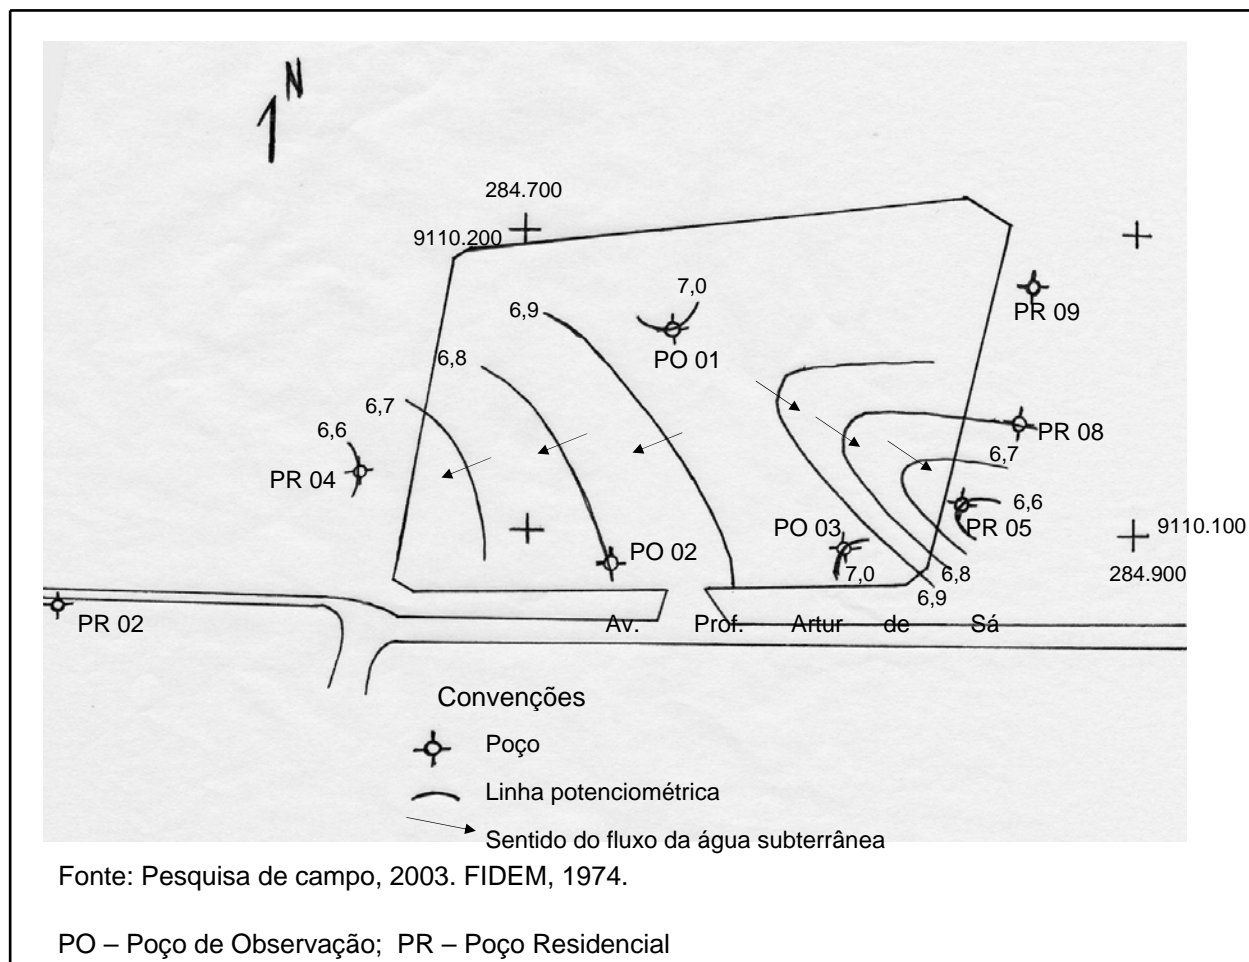 N
284.700
9110.200
7,0
6,9
PR 09
PO 01
6,8
6,7
6,6
PR 08
PR 04
6,7
6,6
PR 05
PO 03
9110.100
PO 02
7,0
6,8
284.900
6,9
PR 02
Av. Prof. Artur de Sá
Convenções
Poço
Linha potenciométrica
Sentido do fluxo da água subterrânea
Fonte: Pesquisa de campo, 2003. FIDEM, 1974.
PO – Poço de Observação; PR – Poço Residencial